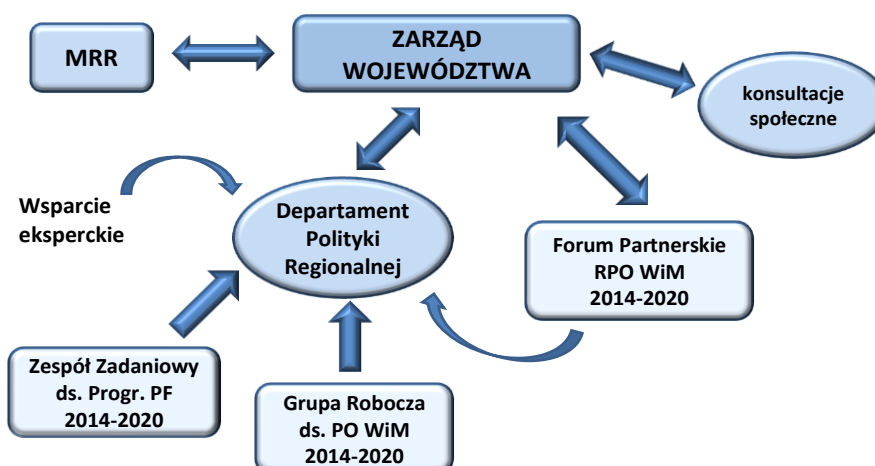 MRR
ZARZĄD
WOJEWÓDZTWA
konsultacje
społeczne
Wsparcie
eksperckie
Departament
Polityki
Regionalnej
Forum Partnerskie
RPO WiM
2014-2020
Zespół Zadaniowy
ds. Progr. PF
2014-2020
Grupa Robocza
ds. PO WiM
2014-2020